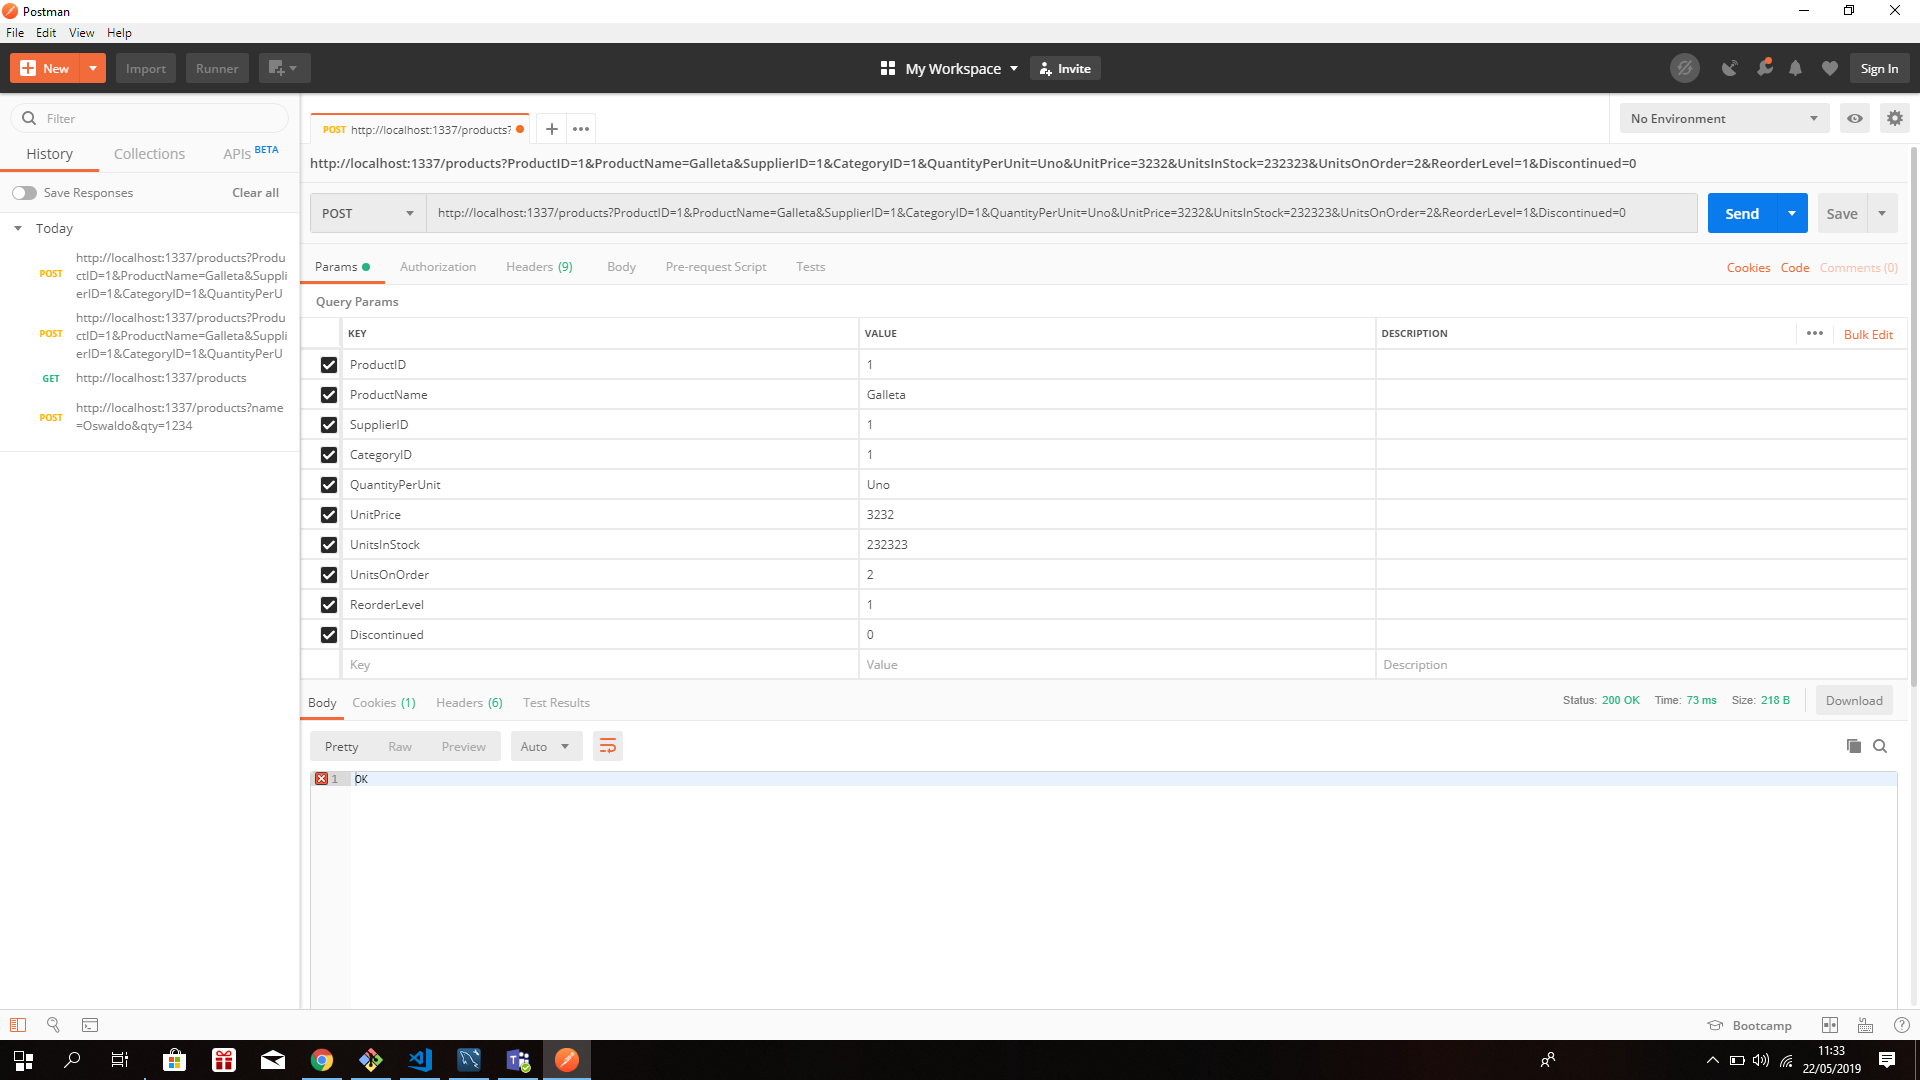 Postman
File Edit View Help
New Import Runner My Workspace Invite Sign In
Filter
History Collections APIs BETA
Save Responses Clear all
Today
POST http://localhost:1337/products?Produ
ctID=1&ProductName=Galleta&Suppli
erID=1&CategoryID=1&QuantityPerU
POST http://localhost:1337/products?Produ
ctID=1&ProductName=Galleta&Suppli
erID=1&CategoryID=1&QuantityPerU
GET http://localhost:1337/products
POST http://localhost:1337/products?name
=Oswaldo&qty=1234
POST http://localhost:1337/products?
No Environment
http://localhost:1337/products?ProductID=1&ProductName=Galleta&SupplierID=1&CategoryID=1&QuantityPerUnit=Uno&UnitPrice=3232&UnitsInStock=232323&UnitsOnOrder=2&ReorderLevel=1&Discontinued=0
POST http://localhost:1337/products?ProductID=1&ProductName=Galleta&SupplierID=1&CategoryID=1&QuantityPerUnit=Uno&UnitPrice=3232&UnitsInStock=232323&UnitsOnOrder=2&ReorderLevel=1&Discontinued=0 Send Save
Params Authorization Headers (9) Body Pre-request Script Tests Cookies Code Comments (0)
Query Params
KEY VALUE DESCRIPTION Bulk Edit
ProductID 1
ProductName Galleta
SupplierID 1
CategoryID 1
QuantityPerUnit Uno
UnitPrice 3232
UnitsInStock 232323
UnitsOnOrder 2
ReorderLevel 1
Discontinued 0
Key Value Description
Body Cookies (1) Headers (6) Test Results Status: 200 OK Time: 73 ms Size: 218 B Download
Pretty Raw Preview Auto
1 OK
Bootcamp
11:33
22/05/2019